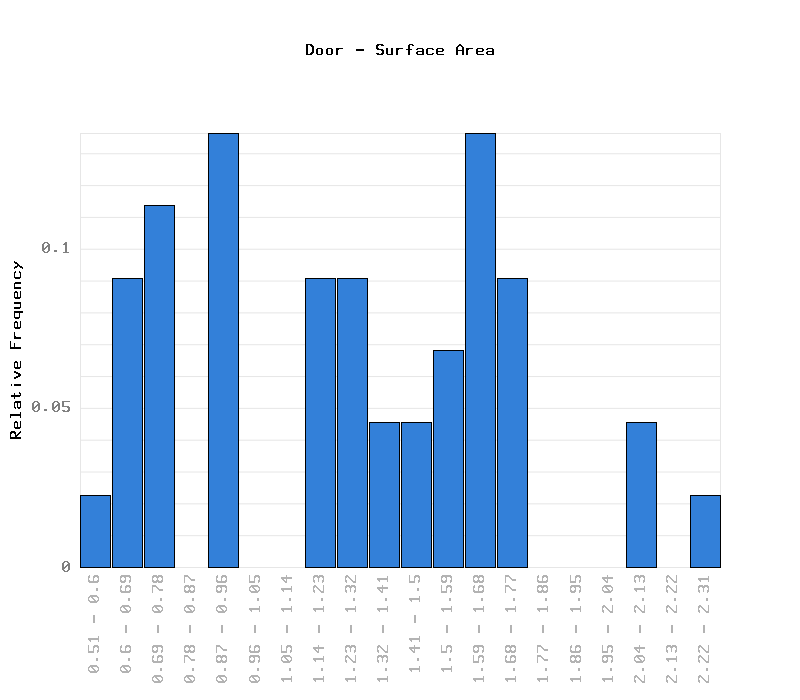 Door - Surface Area
Relative Frequency
0.1
0.05
0
0.51 - 0.6
0.6 - 0.69
0.69 - 0.78
0.78 - 0.87
0.87 - 0.96
0.96 - 1.05
1.05 - 1.14
1.14 - 1.23
1.23 - 1.32
1.32 - 1.41
1.41 - 1.5
1.5 - 1.59
1.59 - 1.68
1.68 - 1.77
1.77 - 1.86
1.86 - 1.95
1.95 - 2.04
2.04 - 2.13
2.13 - 2.22
2.22 - 2.31